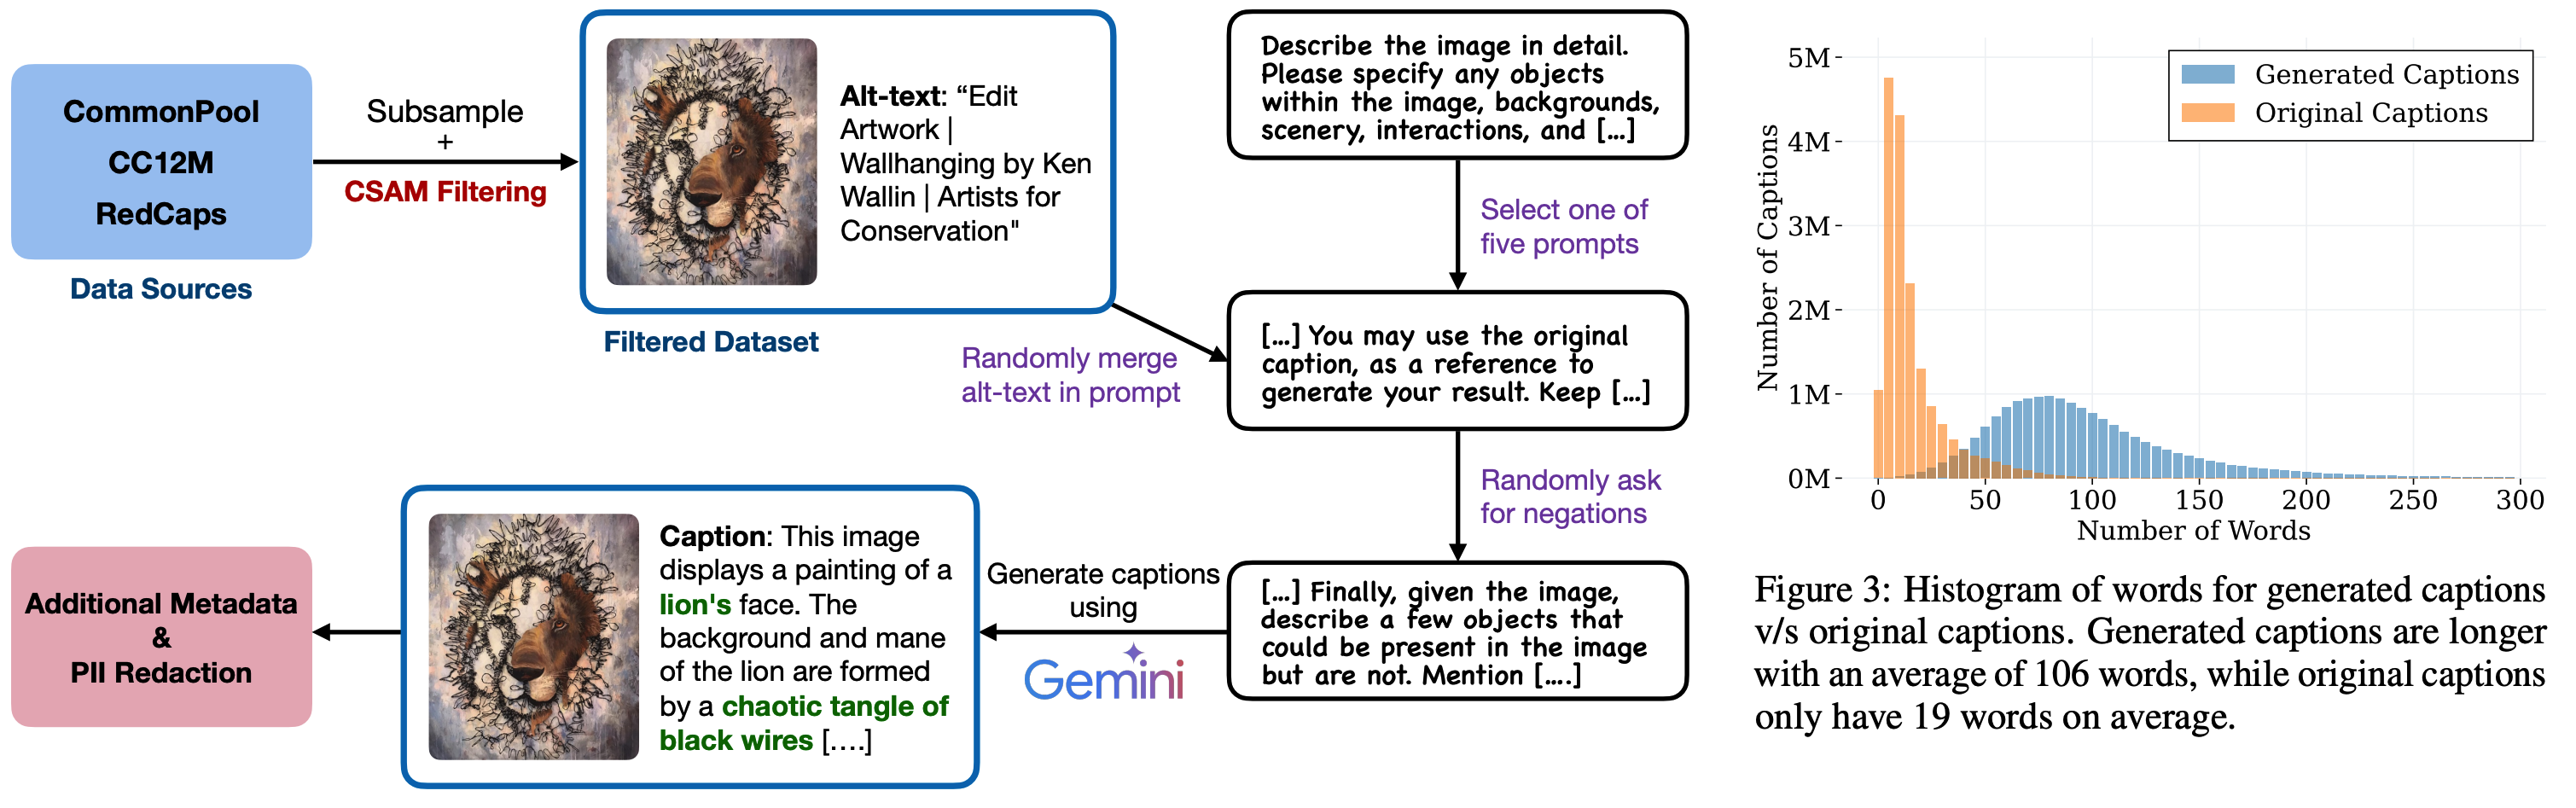 CommonPool
CC12M
RedCaps
Data Sources
Subsample
+
CSAM Filtering
Alt-text: “Edit
Artwork |
Wallhanging by Ken
Wallin | Artists for
Conservation"
Filtered Dataset
Randomly merge
alt-text in prompt
Describe the image in detail.
Please specify any objects
within the image, backgrounds,
scenery, interactions, and [...]
Select one of
five prompts
[...] You may use the original
caption, as a reference to
generate your result. Keep [...]
Randomly ask
for negations
[...] Finally, given the image,
describe a few objects that
could be present in the image
but are not. Mention [....]
Generate captions
using
Gemini
Caption: This image
displays a painting of a
lion's face. The
background and mane
of the lion are formed
by a chaotic tangle of
black wires [....]
Additional Metadata
&
PII Redaction
Generated Captions
Original Captions
Number of Captions
5M
4M
3M
2M
1M
0M
0 50 100 150 200 250 300
Number of Words
Figure 3: Histogram of words for generated captions
v/s original captions. Generated captions are longer
with an average of 106 words, while original captions
only have 19 words on average.